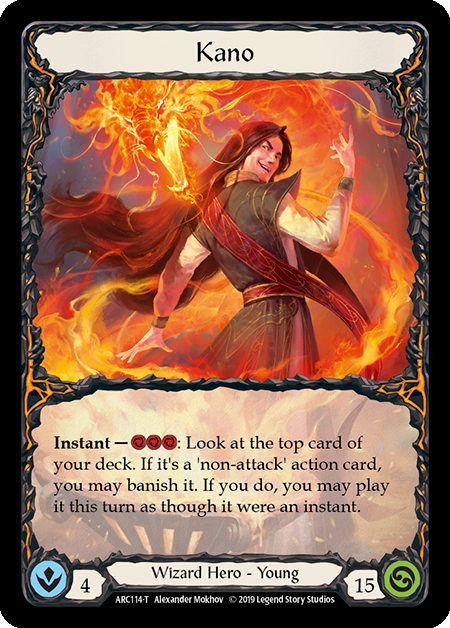 Kano
Instant — : Look at the top card of
your deck. If it's a 'non-attack' action card,
you may banish it. If you do, you may play
it this turn as though it were an instant.
4
Wizard Hero - Young
15
ARC114-T Alexander Mokhov © 2019 Legend Story Studios